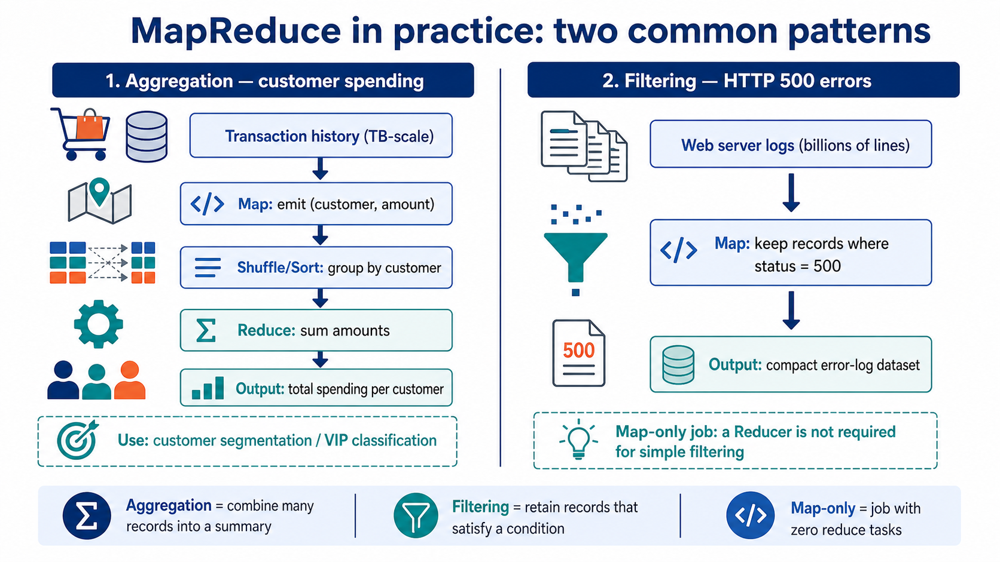 MapReduce in practice: two common patterns
1. Aggregation — customer spending
Transaction history (TB-scale)
</> Map: emit (customer, amount)
Shuffle/Sort: group by customer
Σ Reduce: sum amounts
Output: total spending per customer
Use: customer segmentation / VIP classification
2. Filtering — HTTP 500 errors
Web server logs (billions of lines)
</> Map: keep records where
status = 500
500
Output: compact error-log dataset
Map-only job: a Reducer is not required
for simple filtering
Σ Aggregation = combine many
records into a summary
Filtering = retain records that
satisfy a condition
</> Map-only = job with
zero reduce tasks